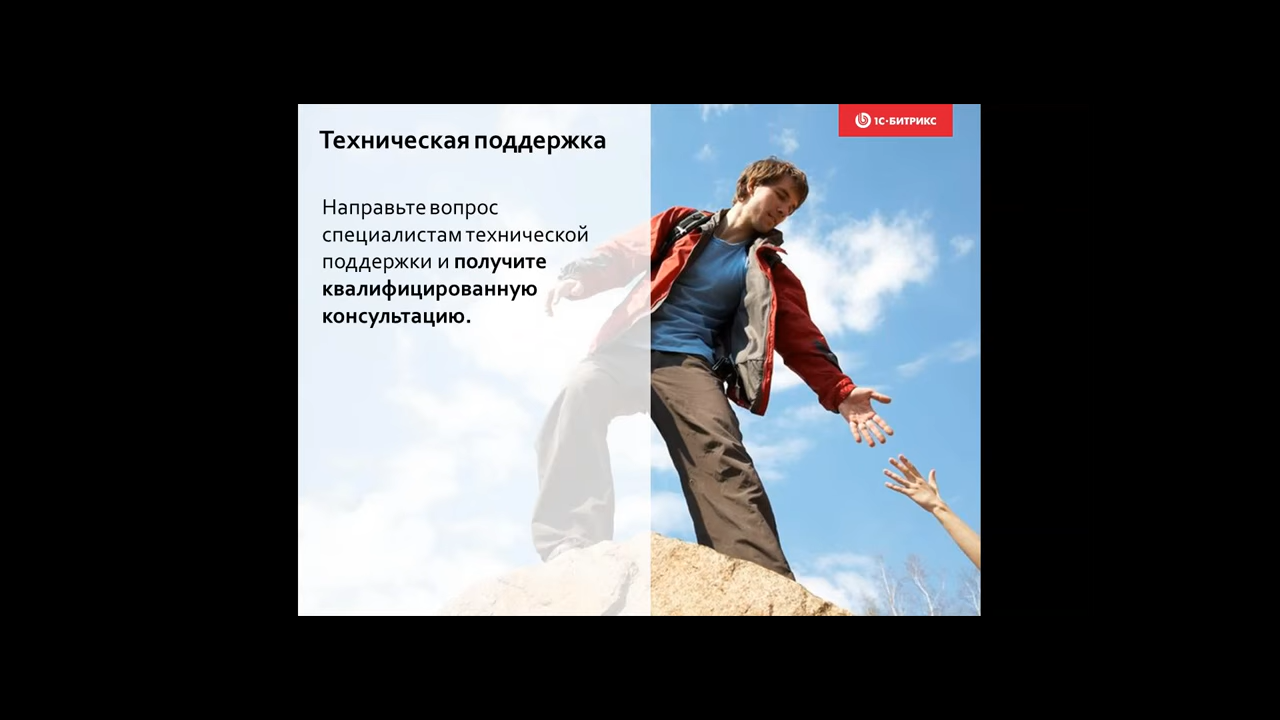 1С·БИТРИКС
Техническая поддержка
Направьте вопрос
специалистам технической
поддержки и получите
квалифицированную
консультацию.